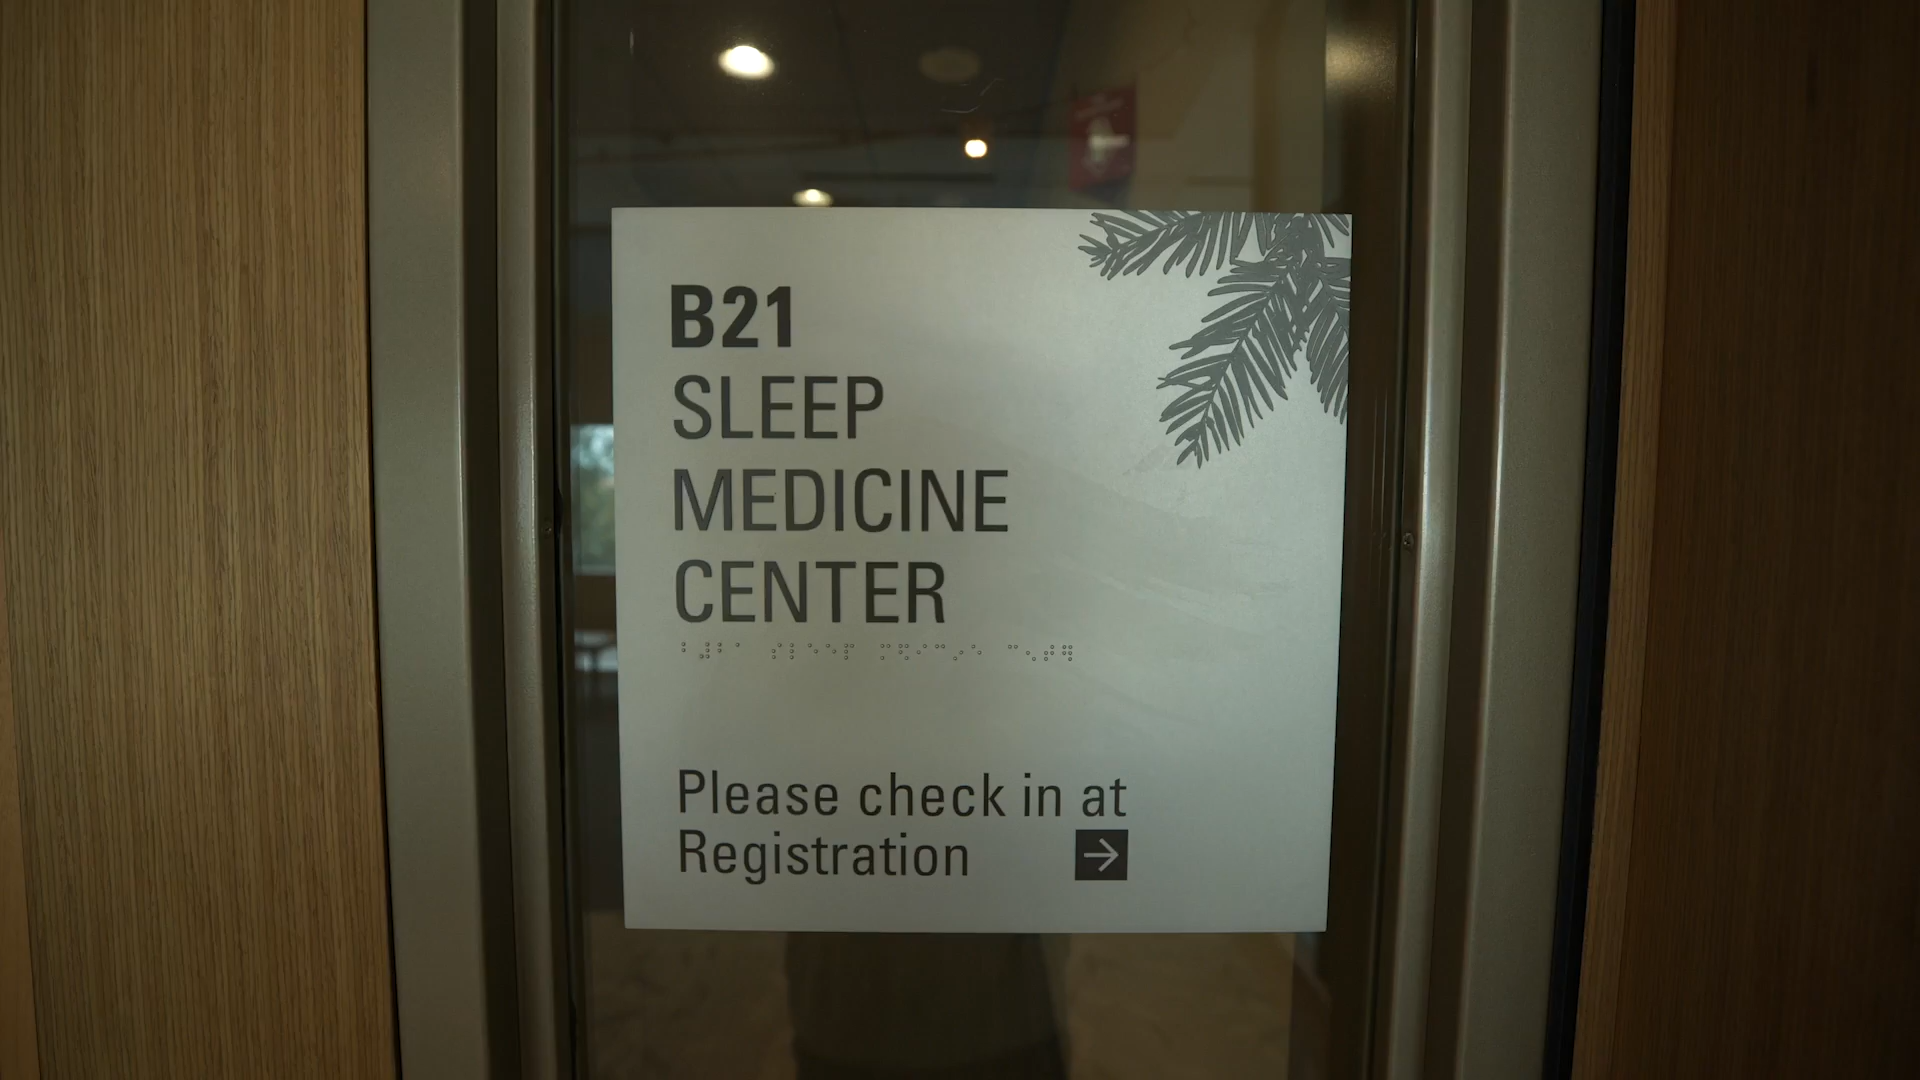 B21
SLEEP
MEDICINE
CENTER
Please check in at
Registration →